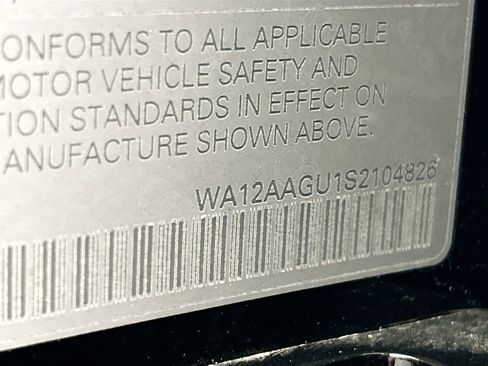 CONFORMS TO ALL APPLICABLE
MOTOR VEHICLE SAFETY AND
TION STANDARDS IN EFFECT ON
ANUFACTURE SHOWN ABOVE.
WA12AAGU1S2104826